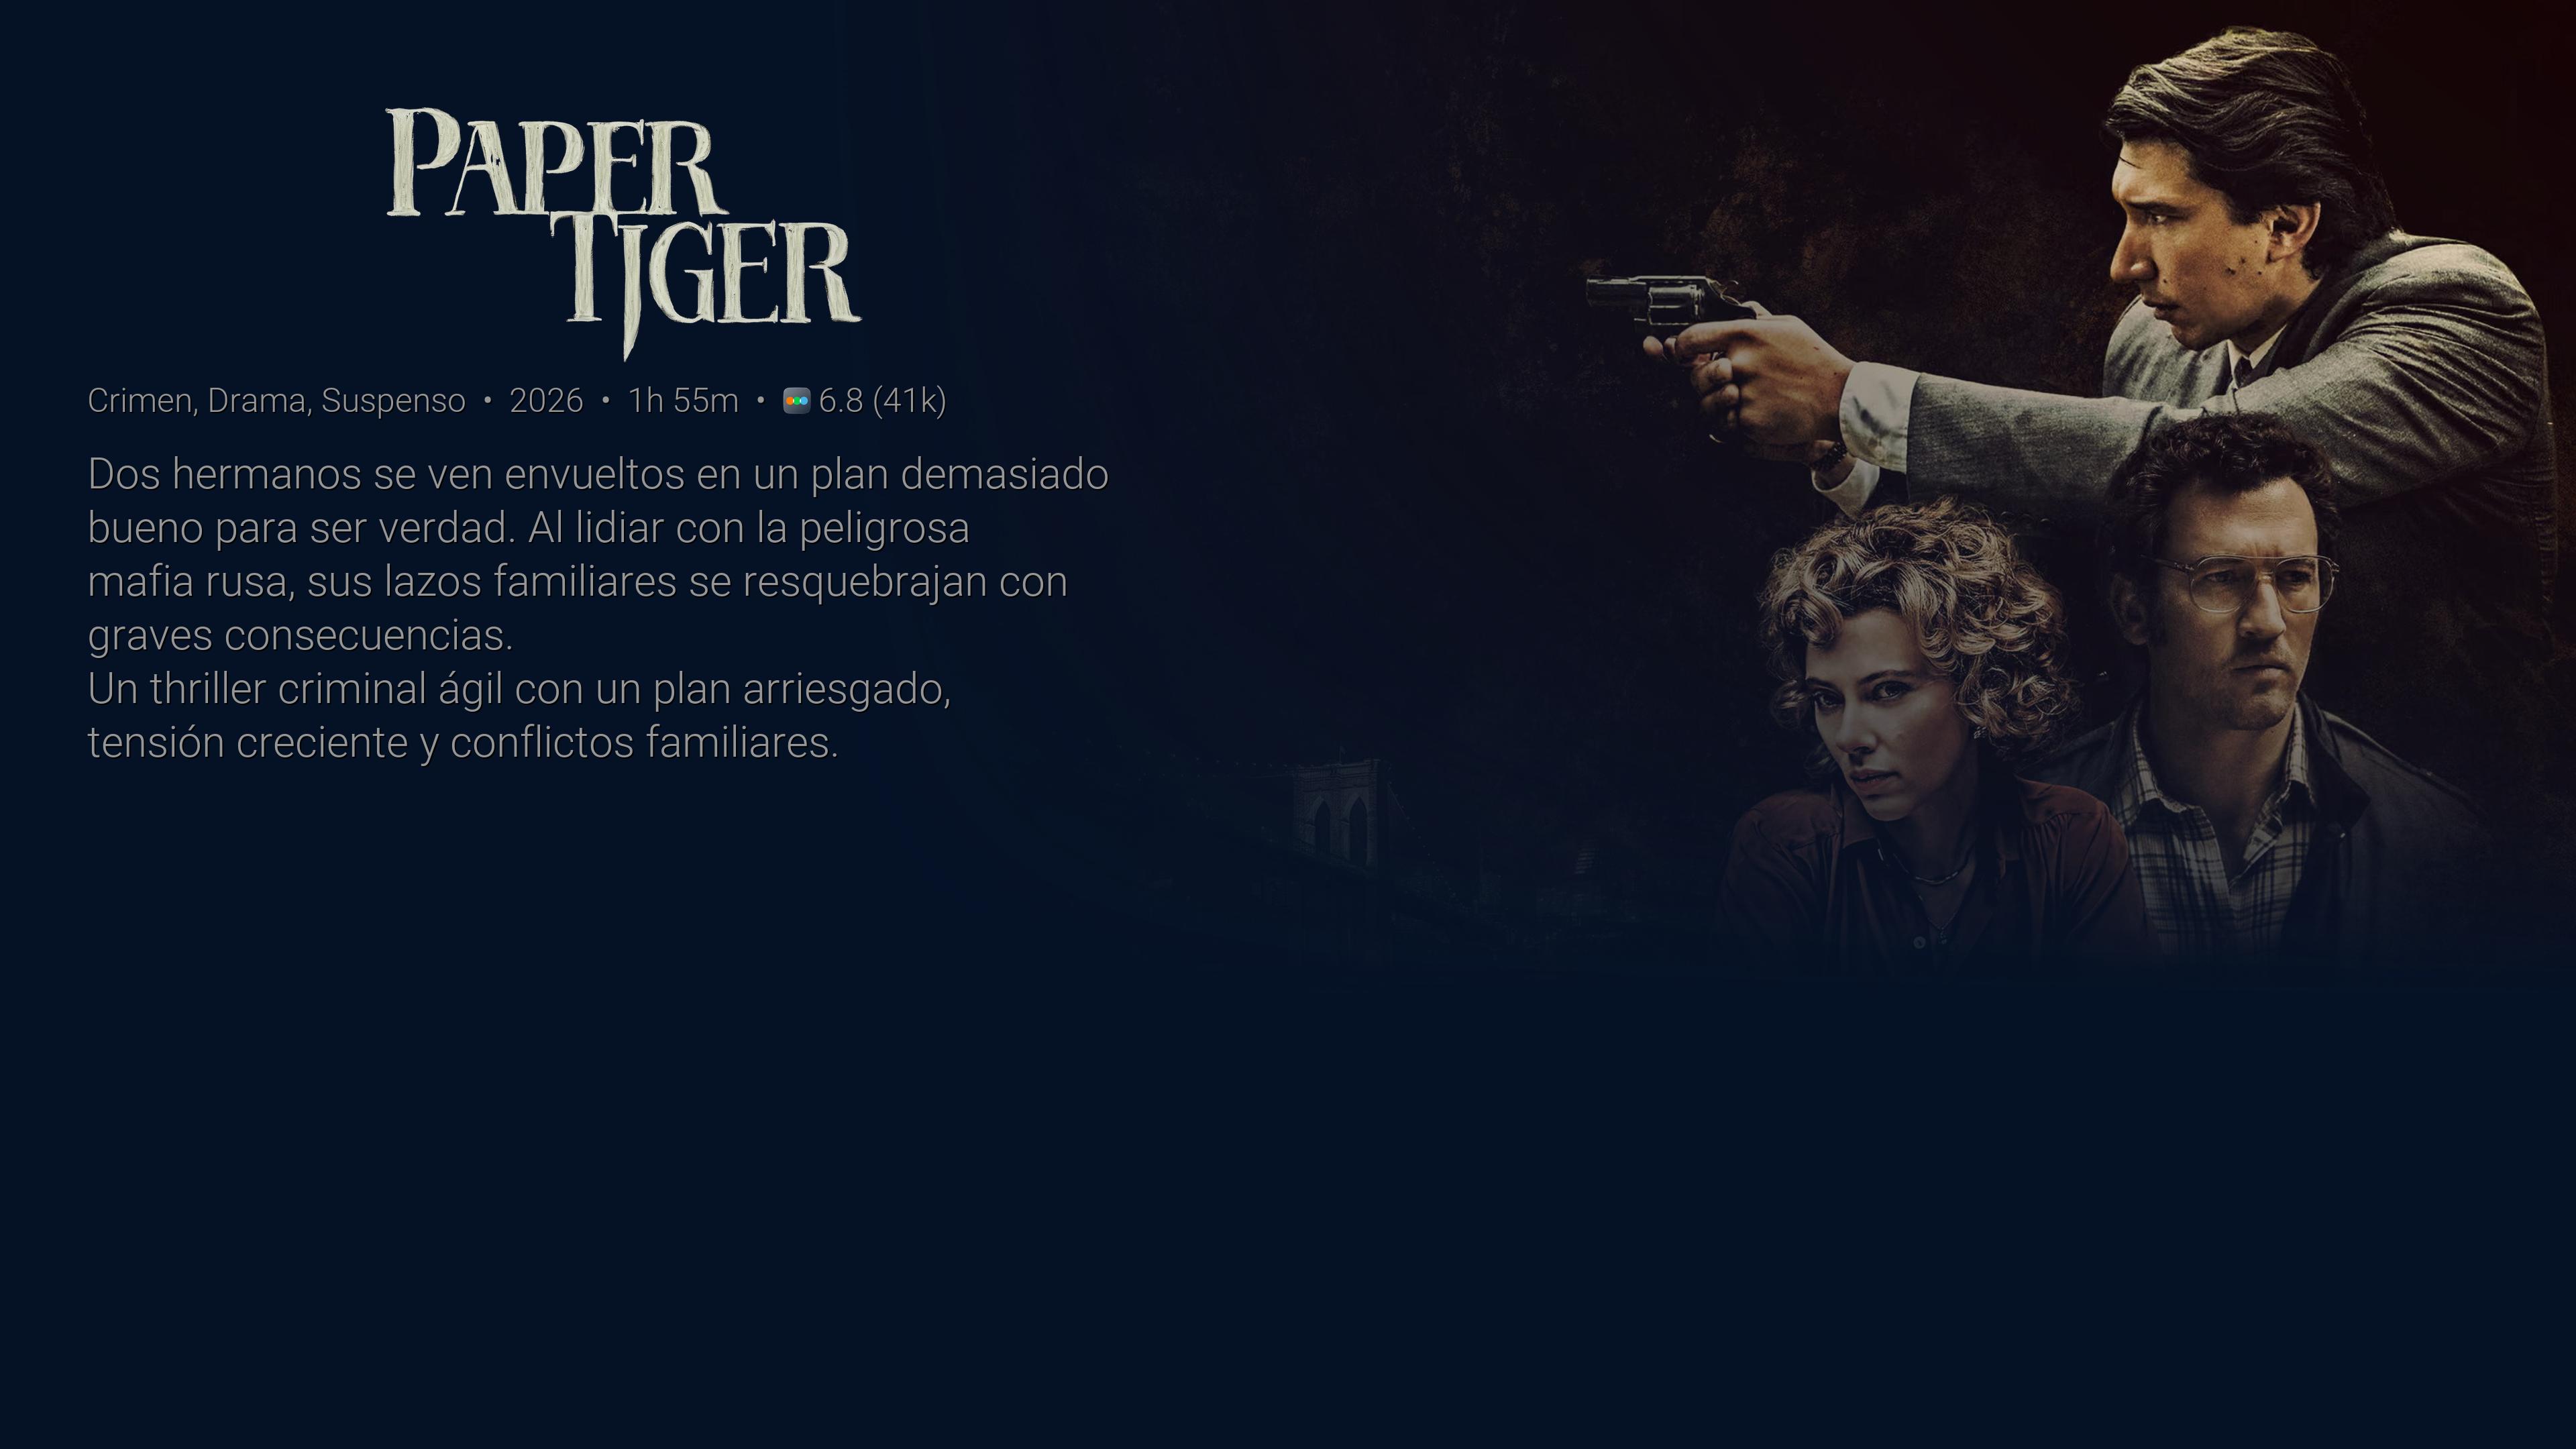 PAPER
TIGER
Crimen, Drama, Suspenso • 2026 • 1h 55m • 6.8 (41k)
Dos hermanos se ven envueltos en un plan demasiado
bueno para ser verdad. Al lidiar con la peligrosa
mafia rusa, sus lazos familiares se resquebrajan con
graves consecuencias.
Un thriller criminal ágil con un plan arriesgado,
tensión creciente y conflictos familiares.